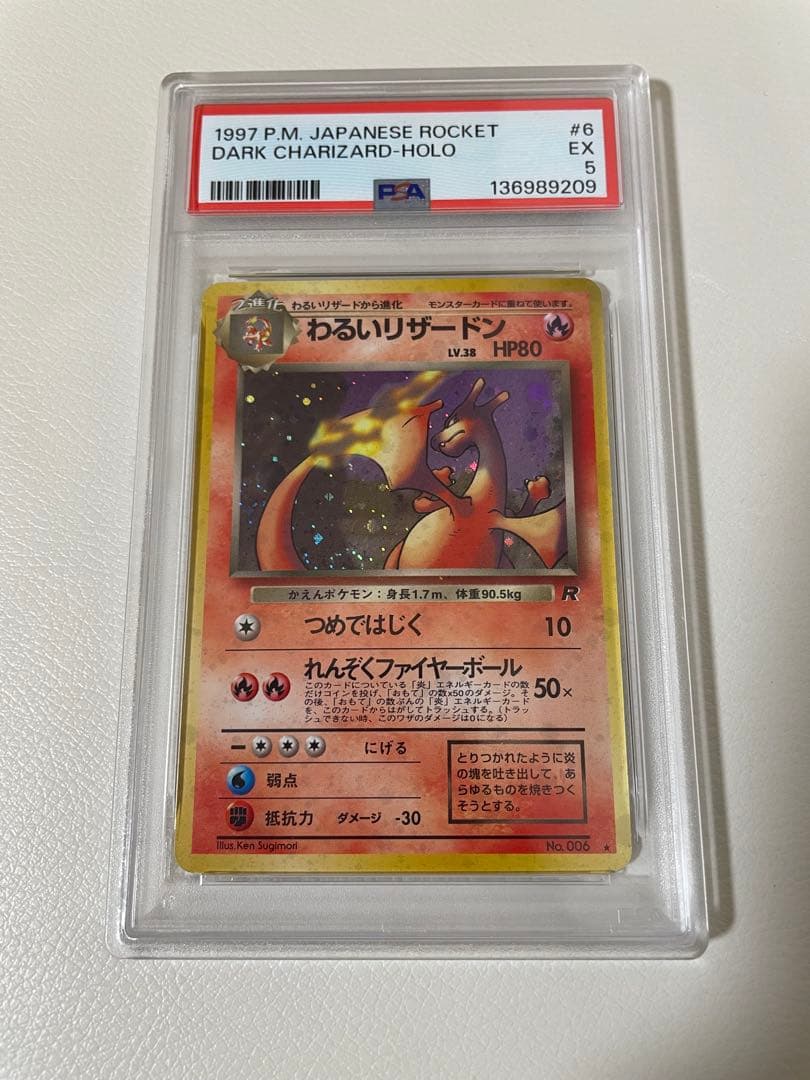 1997 P.M. JAPANESE ROCKET #6
DARK CHARIZARD-HOLO EX
5
PSA 136989209
2進化 わるいリザードから進化 モンスターカードに重ねて使います。
わるいリザードン
LV.38 HP80
かえんポケモン:身長1.7m、体重90.5kg R
つめではじく 10
れんぞくファイヤーボール
このカードについている「炎」エネルギーカードの数
だけコインを投げ、「おもて」の数x50のダメージ。そ
の後、「おもて」の数ぶんの「炎」エネルギーカード
を、このカードからはがしてトラッシュする。(トラッ
シュできない時、このワザのダメージは0になる)
50×
にげる
弱点
抵抗力 ダメージ -30
とりつかれたように炎
の塊を吐き出して、あ
らゆるものを焼きつく
そうとする。
Illus.Ken Sugimori No. 006 ★